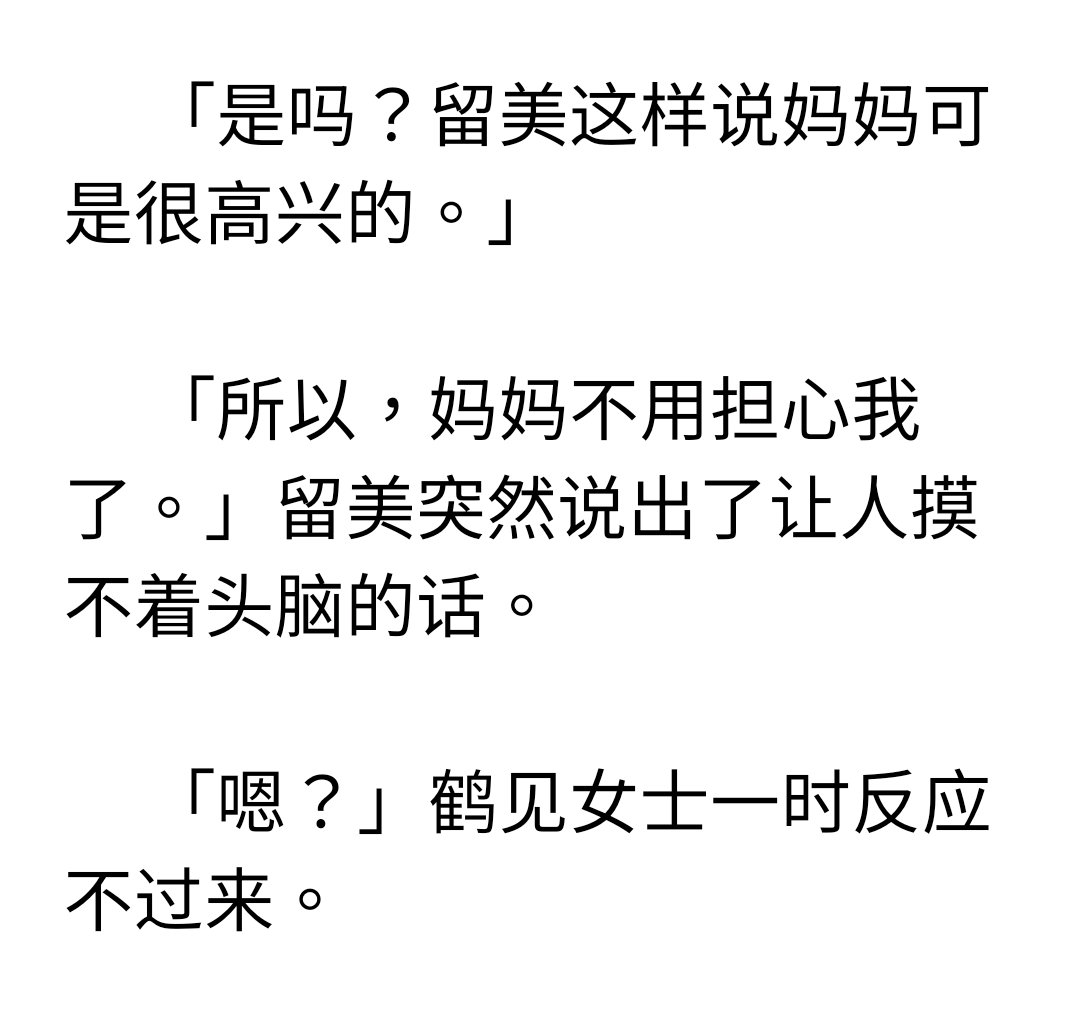 「是吗？留美这样说妈妈可
是很高兴的。」
「所以，妈妈不用担心我
了。」留美突然说出了让人摸
不着头脑的话。
「嗯？」鹤见女士一时反应
不过来。